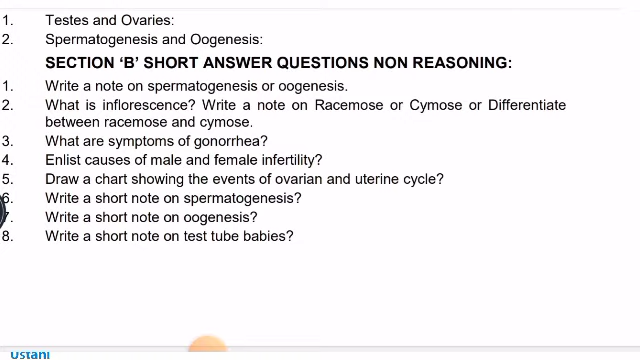 1. Testes and Ovaries:
2. Spermatogenesis and Oogenesis:
SECTION ‘B’ SHORT ANSWER QUESTIONS NON REASONING:
1. Write a note on spermatogenesis or oogenesis.
2. What is inflorescence? Write a note on Racemose or Cymose or Differentiate
between racemose and cymose.
3. What are symptoms of gonorrhea?
4. Enlist causes of male and female infertility?
5. Draw a chart showing the events of ovarian and uterine cycle?
6. Write a short note on spermatogenesis?
7. Write a short note on oogenesis?
8. Write a short note on test tube babies?
Ustani